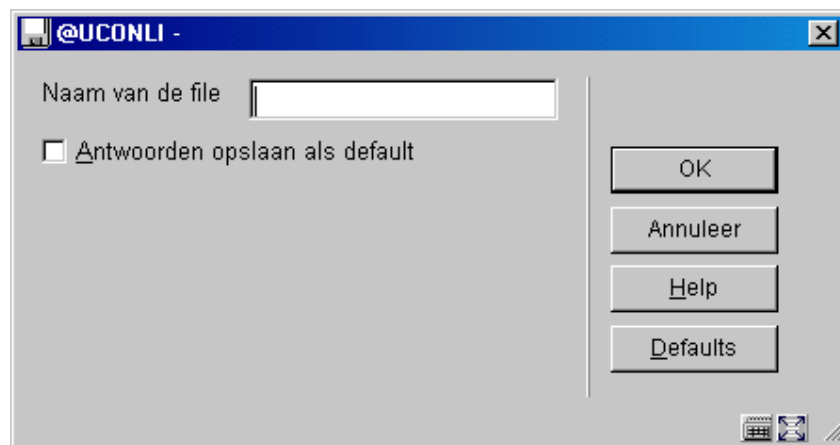 @UCONLI -
Naam van de file
Antwoorden opslaan als default
OK
Annuleer
Help
Defaults